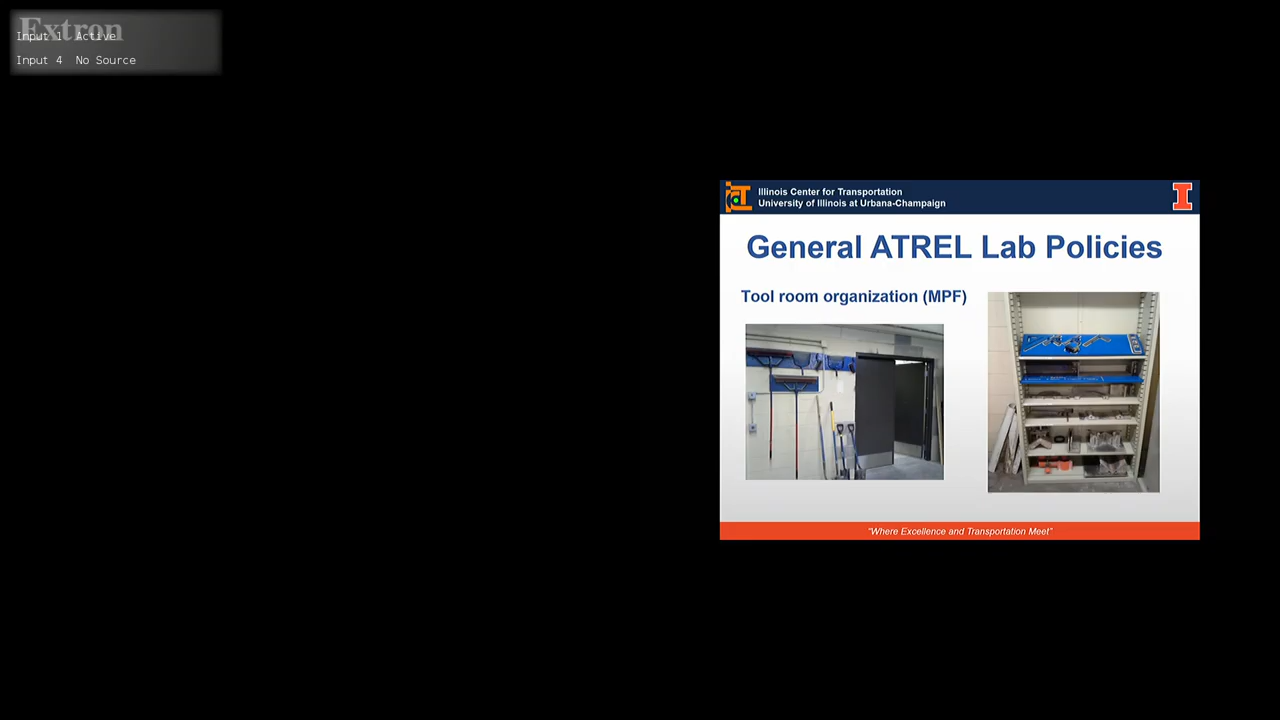 Extron
Input 1  Active
Input 4  No Source
Illinois Center for Transportation
University of Illinois at Urbana-Champaign
General ATREL Lab Policies
Tool room organization (MPF)
"Where Excellence and Transportation Meet"